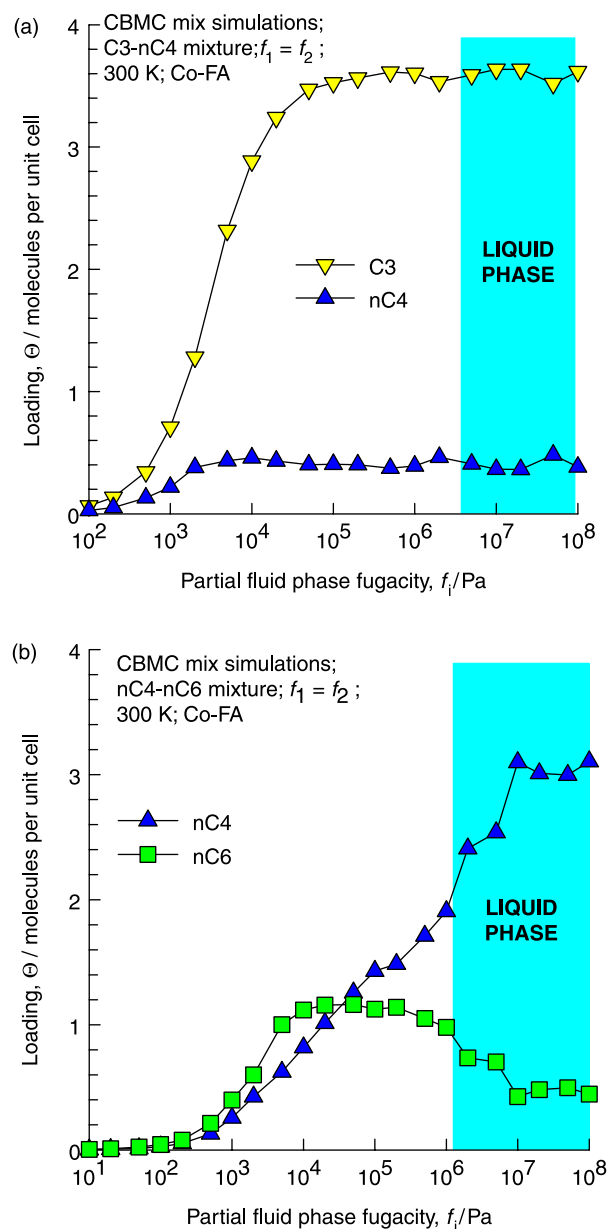 (a)
CBMC mix simulations;
C3-nC4 mixture; f1 = f2 ;
300 K; Co-FA
4
3
2
1
0
Loading, Θ / molecules per unit cell
C3
nC4
LIQUID
PHASE
10^2 10^3 10^4 10^5 10^6 10^7 10^8
Partial fluid phase fugacity, fi/Pa
(b)
CBMC mix simulations;
nC4-nC6 mixture; f1 = f2 ;
300 K; Co-FA
4
3
2
1
0
Loading, Θ / molecules per unit cell
nC4
nC6
LIQUID
PHASE
10^1 10^2 10^3 10^4 10^5 10^6 10^7 10^8
Partial fluid phase fugacity, fi/Pa